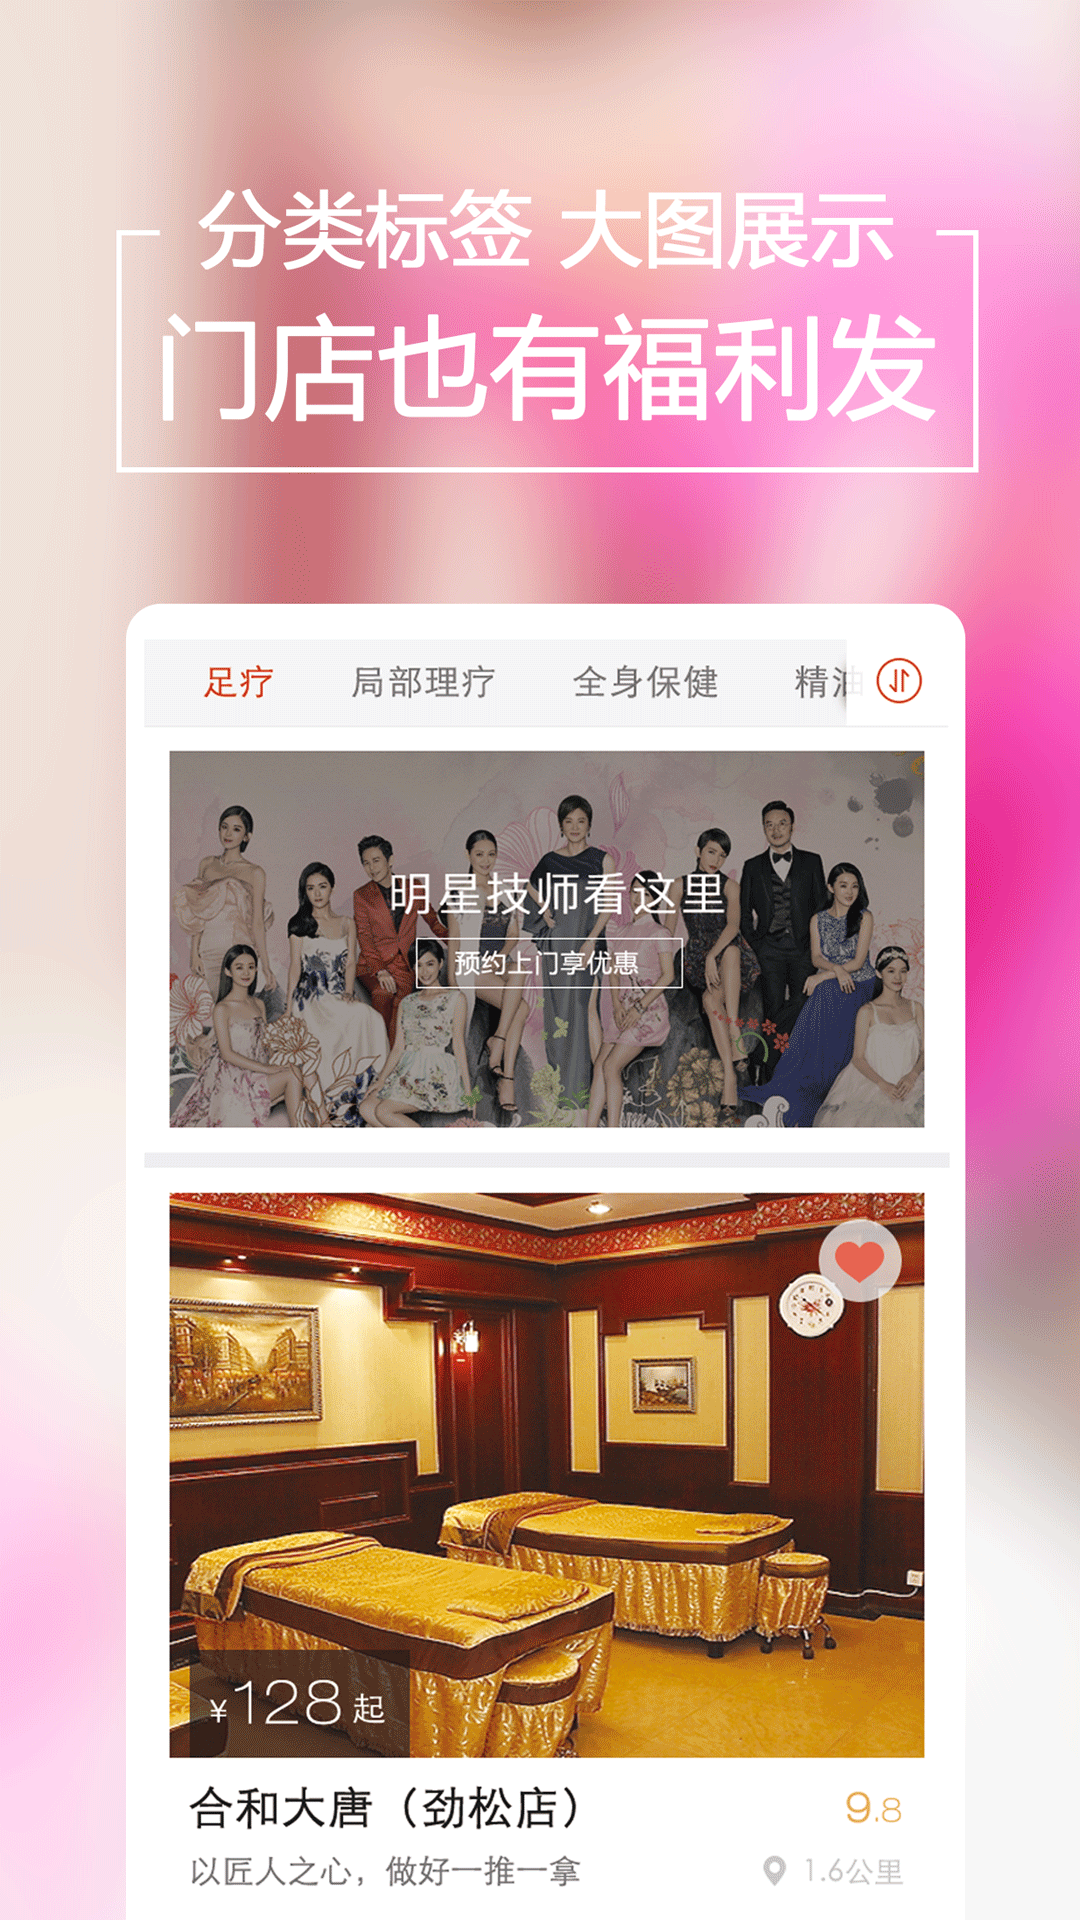 分类标签 大图展示
门店也有福利发
足疗 局部理疗 全身保健 精油
明星技师看这里
预约上门享优惠
¥128起
合和大唐（劲松店） 9.8
以匠人之心，做好一推一拿 1.6公里